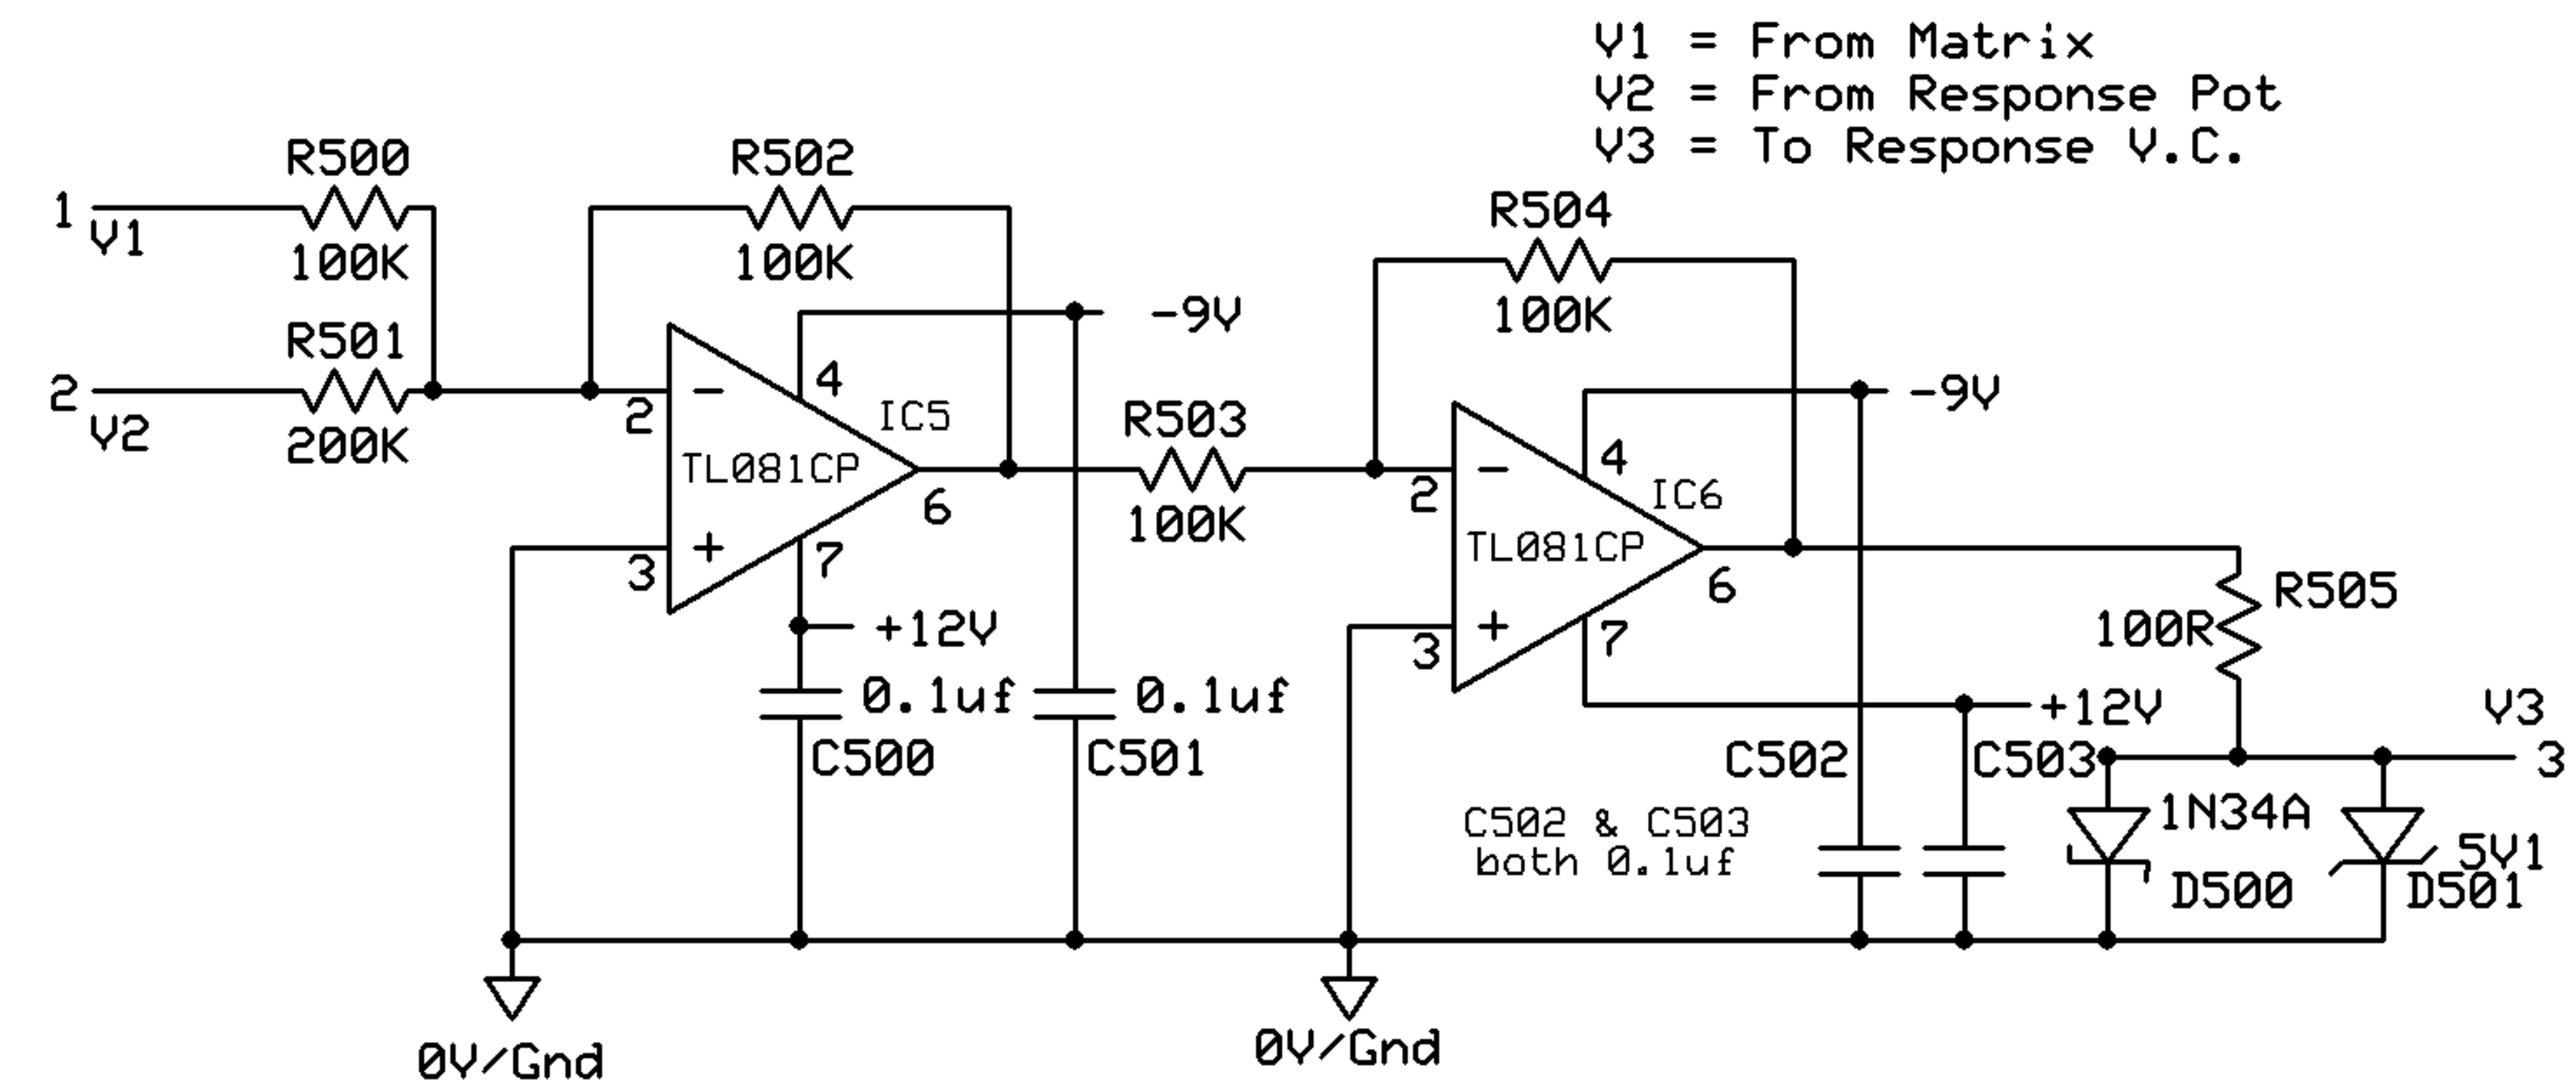 V1 = From Matrix
V2 = From Response Pot
V3 = To Response V.C.
R500
R502
1
V1
100K
100K
R504
100K
R501
-9V
2
V2
200K
2
4
IC5
TL081CP
6
R503
100K
-9V
3
7
2
4
IC6
TL081CP
6
+12V
3
7
R505
100R
0.1uf
0.1uf
C500
C501
+12V
V3
3
C502
C503
C502 & C503
both 0.1uf
1N34A
D500
5V1
D501
0V/Gnd
0V/Gnd